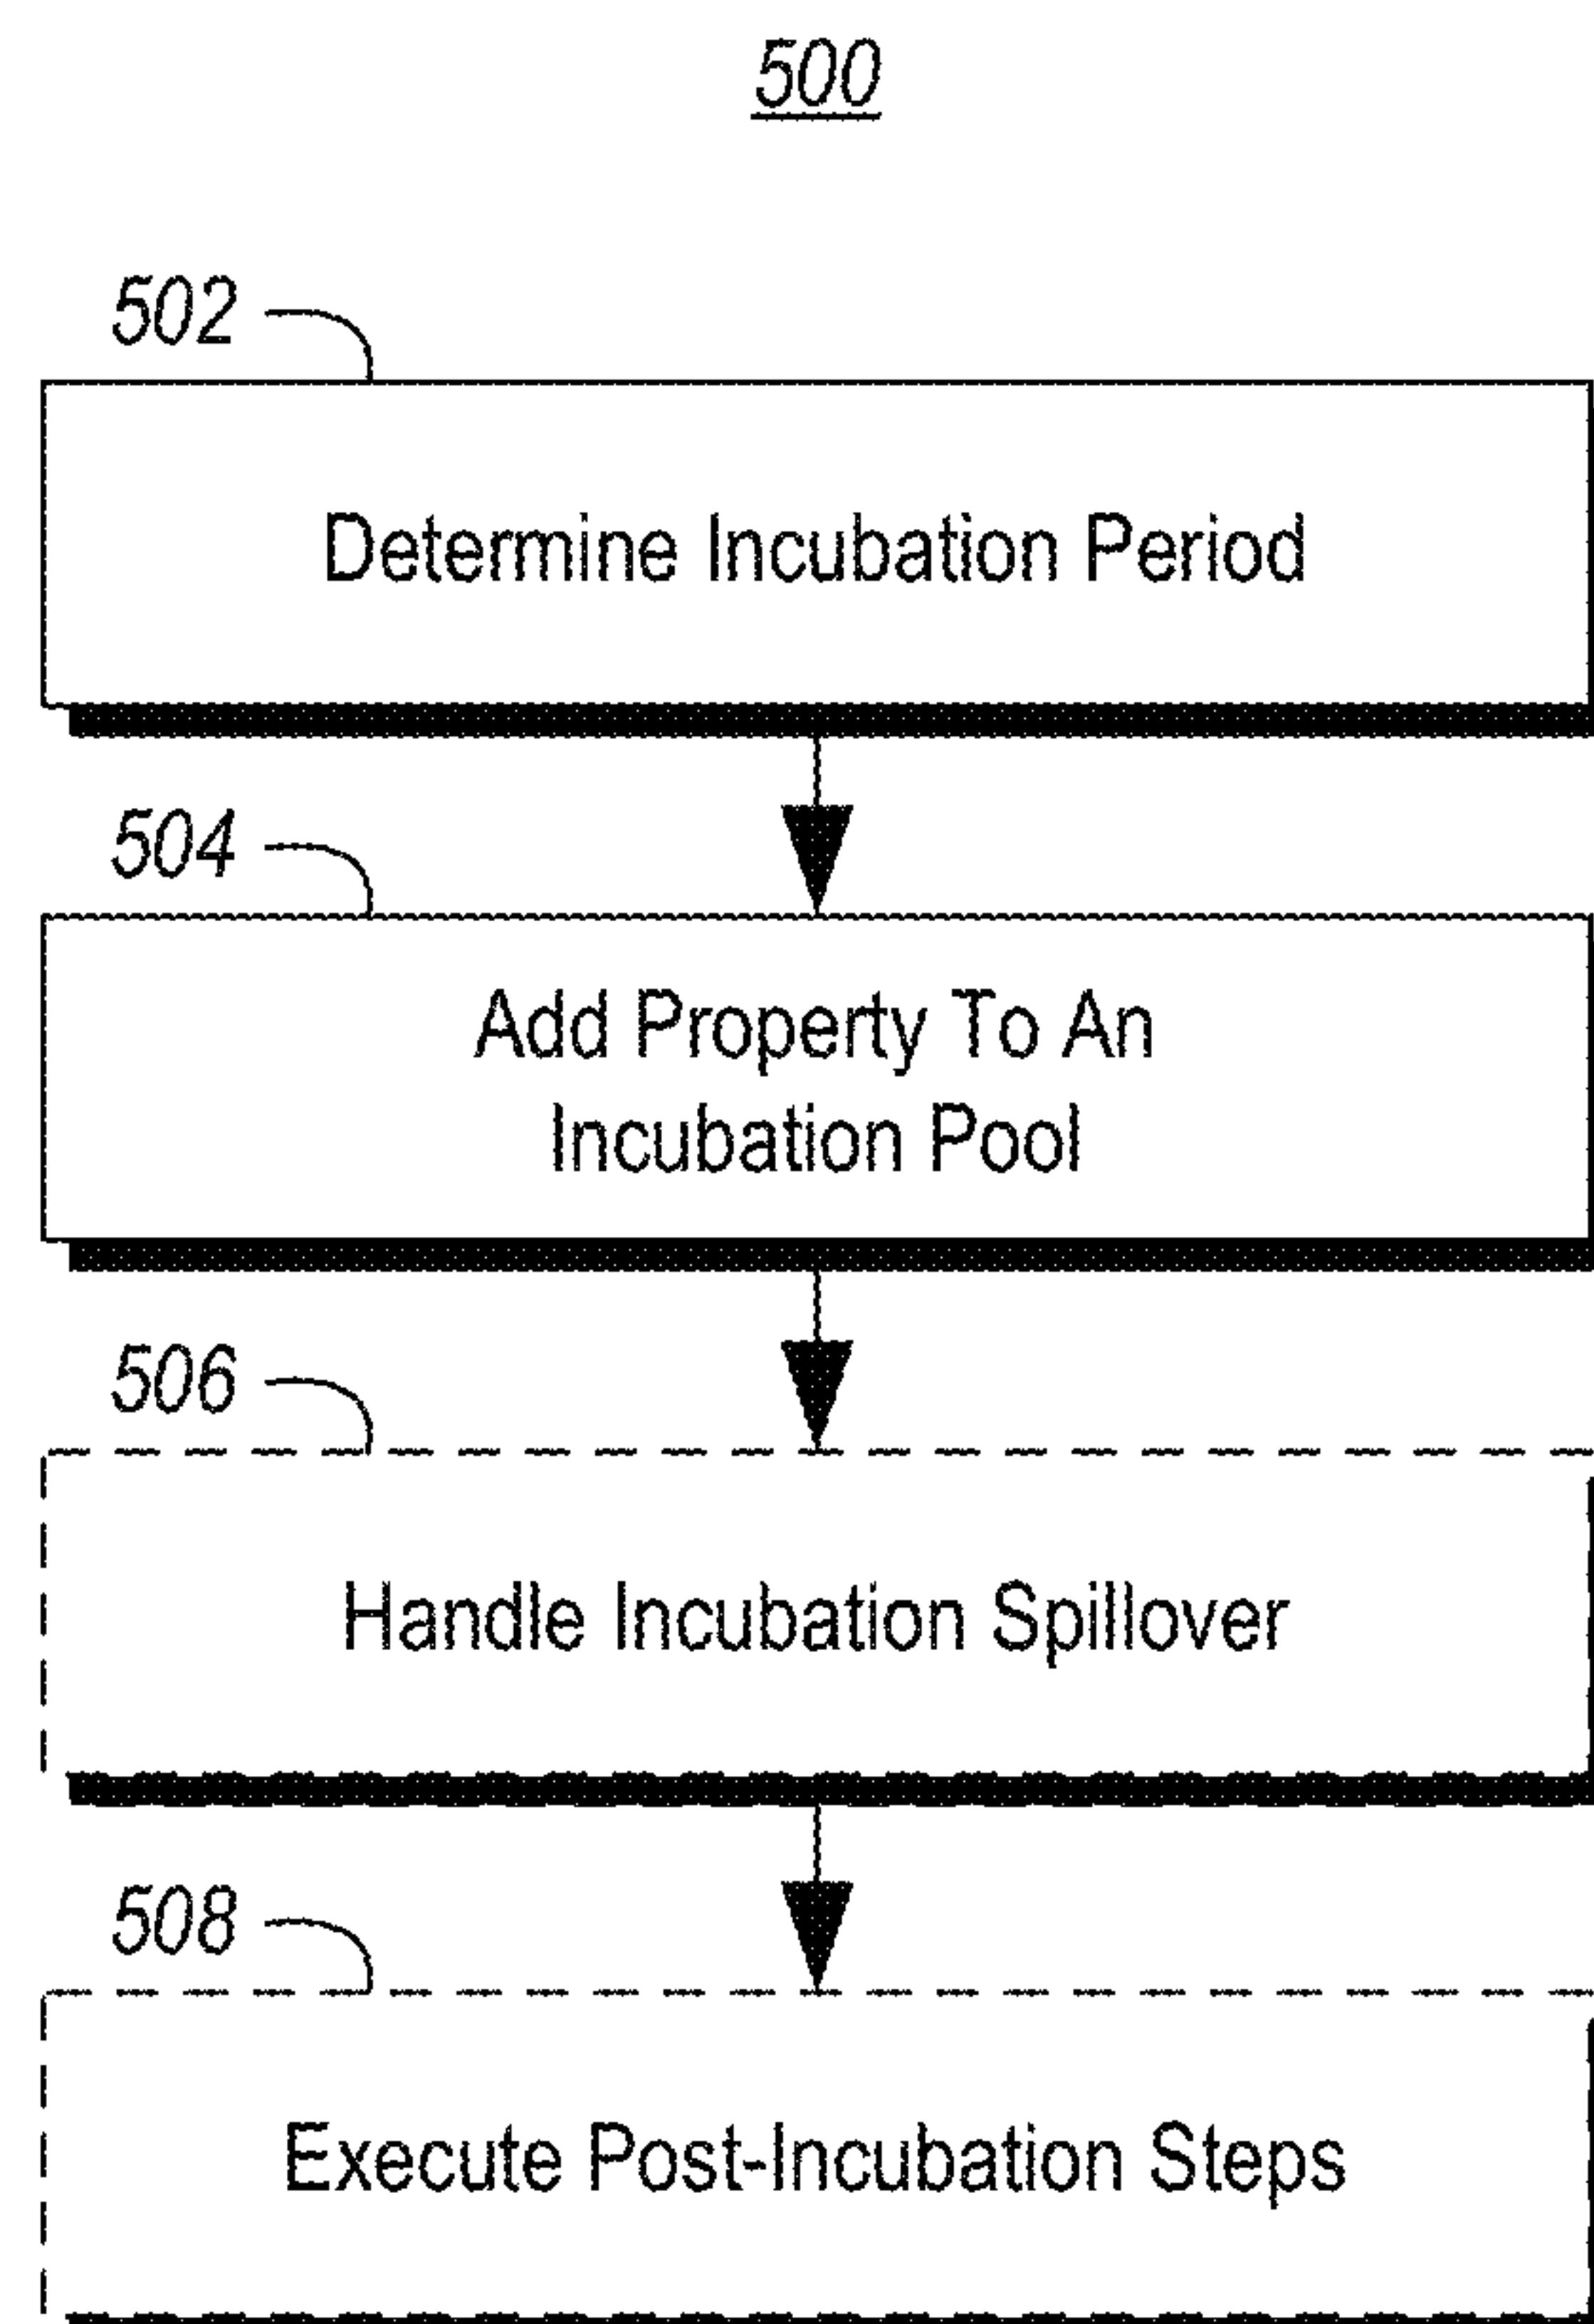 500
502
Determine Incubation Period
504
Add Property To An
Incubation Pool
506
Handle Incubation Spillover
508
Execute Post-Incubation Steps